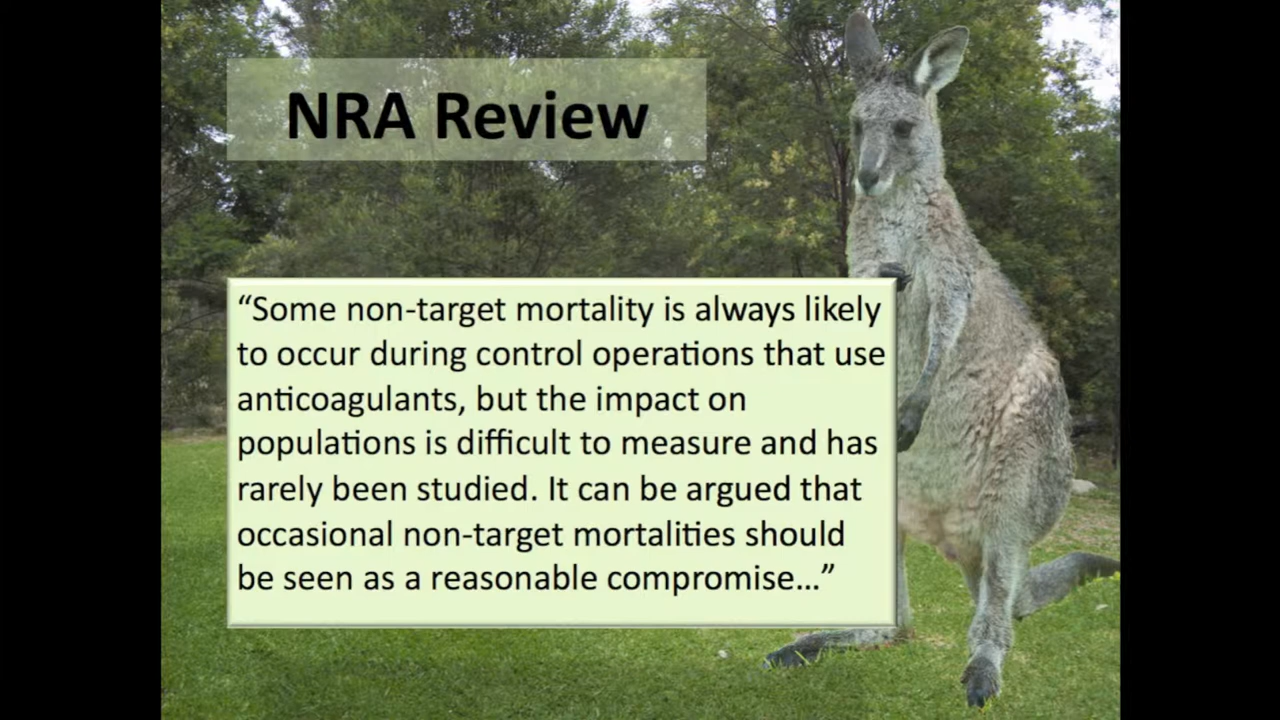 NRA Review
“Some non-target mortality is always likely
to occur during control operations that use
anticoagulants, but the impact on
populations is difficult to measure and has
rarely been studied. It can be argued that
occasional non-target mortalities should
be seen as a reasonable compromise…”